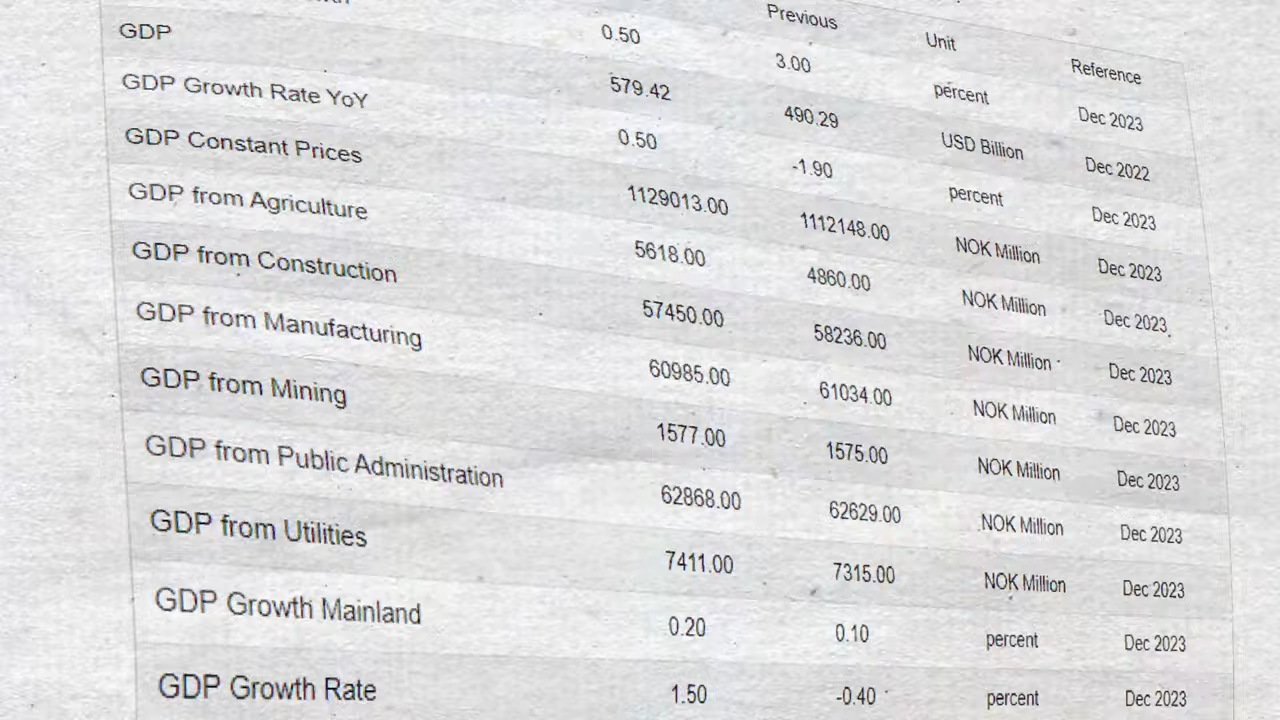 Previous Unit Reference
0.50 3.00 percent Dec 2023
GDP 579.42 490.29 USD Billion Dec 2022
GDP Growth Rate YoY 0.50 -1.90 percent Dec 2023
GDP Constant Prices 1129013.00 1112148.00 NOK Million Dec 2023
GDP from Agriculture 5618.00 4860.00 NOK Million Dec 2023
GDP from Construction 57450.00 58236.00 NOK Million Dec 2023
GDP from Manufacturing 60985.00 61034.00 NOK Million Dec 2023
GDP from Mining 1577.00 1575.00 NOK Million Dec 2023
GDP from Public Administration 62868.00 62629.00 NOK Million Dec 2023
GDP from Utilities 7411.00 7315.00 NOK Million Dec 2023
GDP Growth Mainland 0.20 0.10 percent Dec 2023
GDP Growth Rate 1.50 -0.40 percent Dec 2023